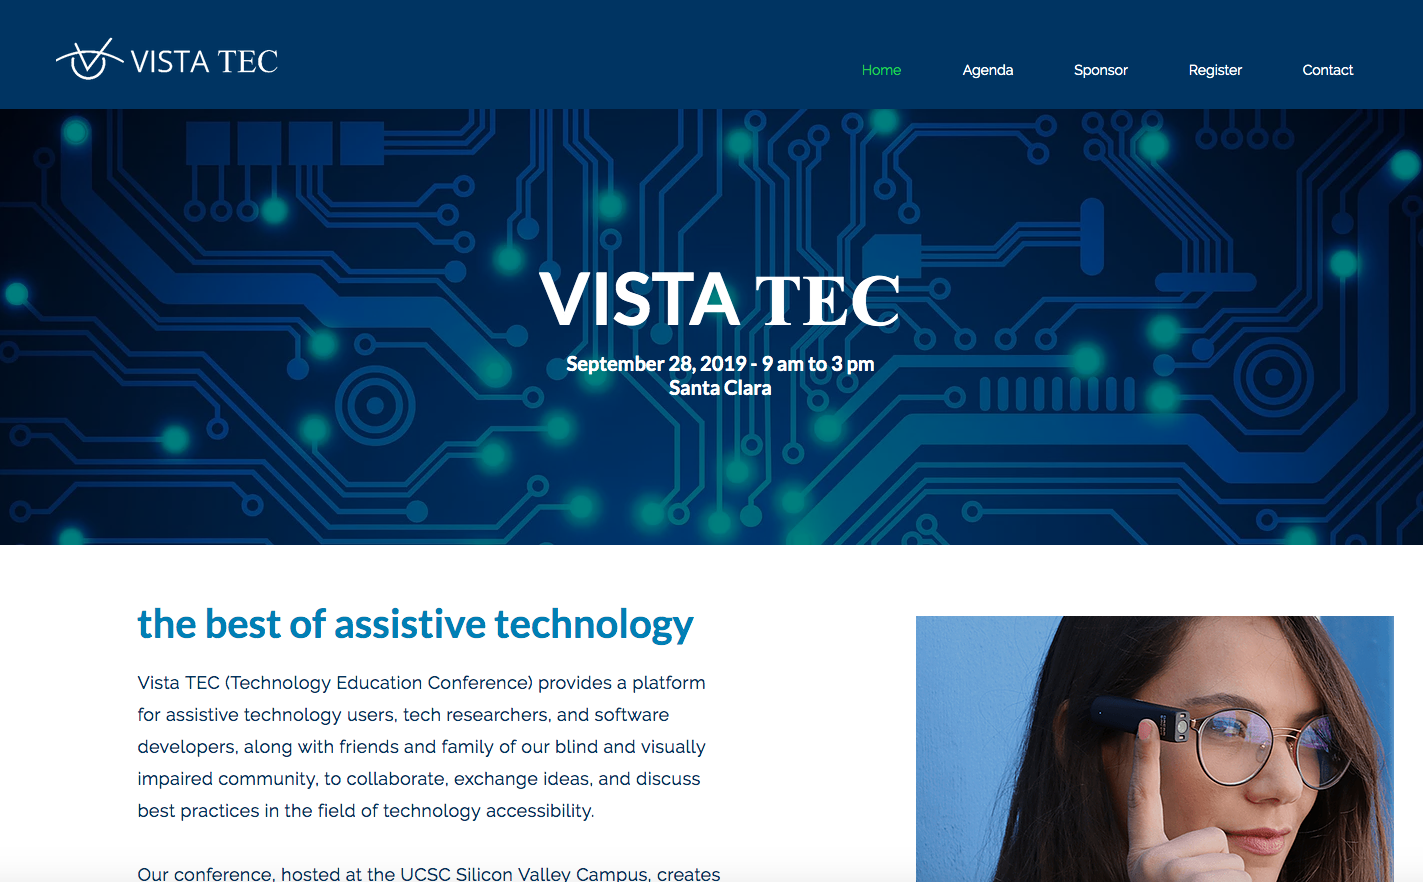 VISTA TEC
Home
Agenda
Sponsor
Register
Contact
VISTA TEC
September 28, 2019 - 9 am to 3 pm
Santa Clara
the best of assistive technology
Vista TEC (Technology Education Conference) provides a platform
for assistive technology users, tech researchers, and software
developers, along with friends and family of our blind and visually
impaired community, to collaborate, exchange ideas, and discuss
best practices in the field of technology accessibility.
Our conference, hosted at the UCSC Silicon Valley Campus, creates